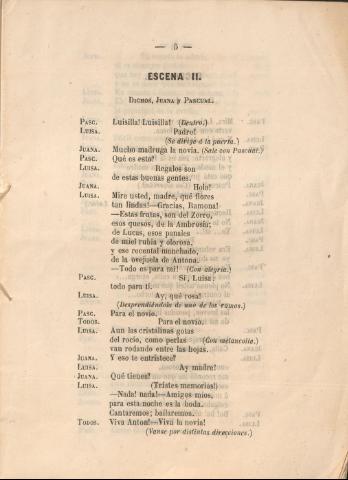 — 5 —
ESCENA II.
DICHOS, JUANA Y PASCUAL.
PASC. Luisilla! Luisilla! (Dentro.)
LUISA. Padre!
(Se dirige á la puerta.)
JUANA. Mucho madruga la novia. (Sale con Pascual.)
PASC. Qué es esto?
LUISA. Regalos son
de estas buenas gentes.
JUANA. Hola!
LUISA. Mire usted, madre, qué flores
tan lindas!—Gracias, Ramona!
—Estas frutas, son del Zorro,
esos quesos, de la Ambrosia;
de Lucas, esos panales
de miel rubia y olorosa,
y ese recental manchado,
de la ovejuela de Antona.
—Todo es para mí! (Con alegria.)
PASC. Sí, Luisa;
todo para tí.
LUISA. Ay, qué rosa!
(Desprendiéndola de uno de los ramos.)
PASC. Para el novio.
TODOS. Para el novio.
LUISA. Aun las cristalinas gotas
del rocío, como perlas (Con melancolía.)
van rodando entre las hojas.
JUANA. Y eso te entristece?
LUISA. Ay madre!
JUANA. Qué tienes?
LUISA. (Tristes memorias!)
—Nada! nada!—Amigos mios,
para esta noche es la boda.
Cantaremos; bailaremos.
TODOS. Viva Anton!—Viva la novia!
(Vanse por distintas direcciones.)